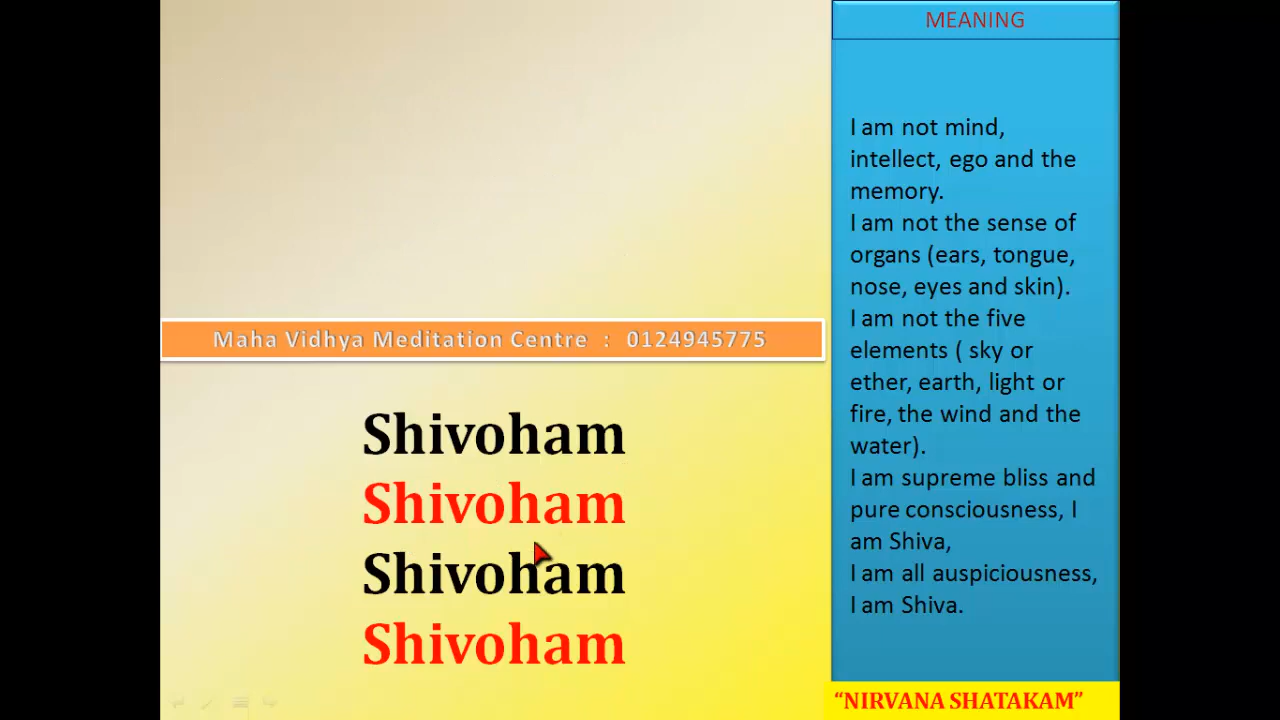 Maha Vidhya Meditation Centre : 0124945775
Shivoham
Shivoham
Shivoham
Shivoham
MEANING
I am not mind,
intellect, ego and the
memory.
I am not the sense of
organs (ears, tongue,
nose, eyes and skin).
I am not the five
elements ( sky or
ether, earth, light or
fire, the wind and the
water).
I am supreme bliss and
pure consciousness, I
am Shiva,
I am all auspiciousness,
I am Shiva.
“NIRVANA SHATAKAM”